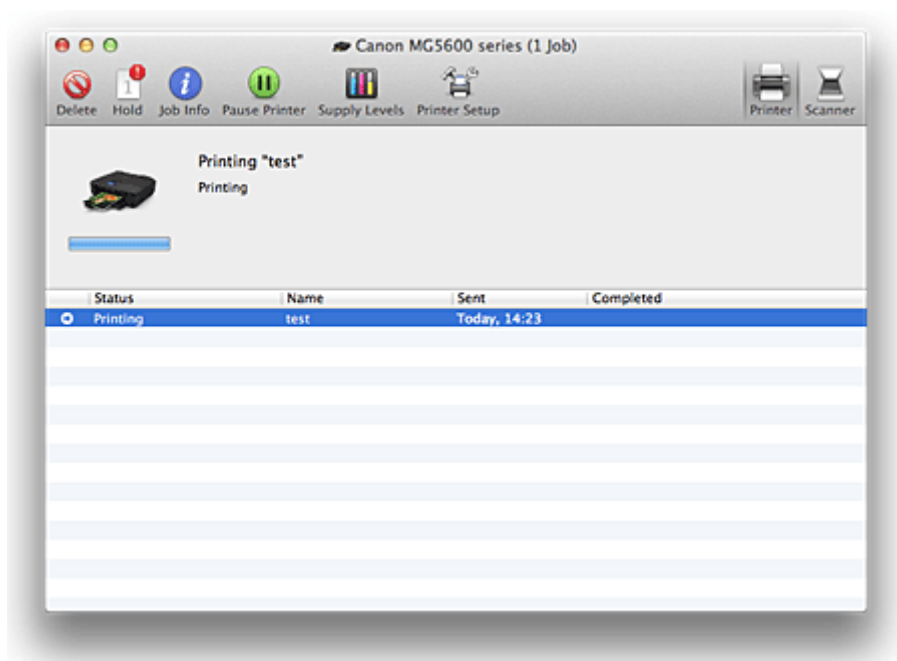 Canon MG5600 series (1 Job)
Delete Hold Job Info Pause Printer Supply Levels Printer Setup Printer Scanner
Printing "test"
Printing
Status Name Sent Completed
Printing test Today, 14:23